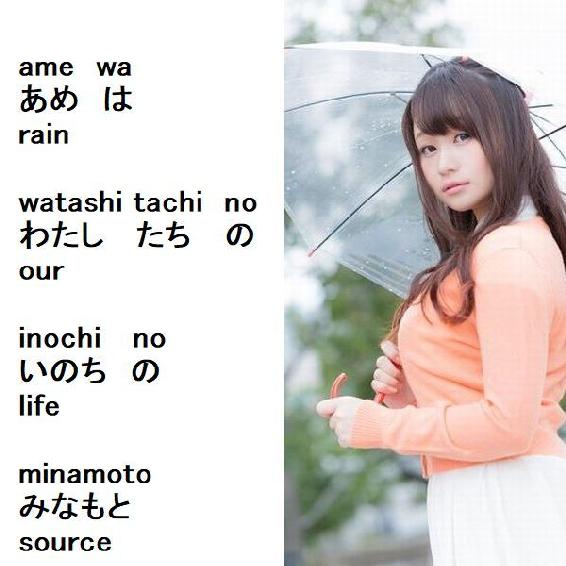 ame wa
あめ は
rain
watashi tachi no
わたし たち の
our
inochi no
いのち の
life
minamoto
みなもと
source